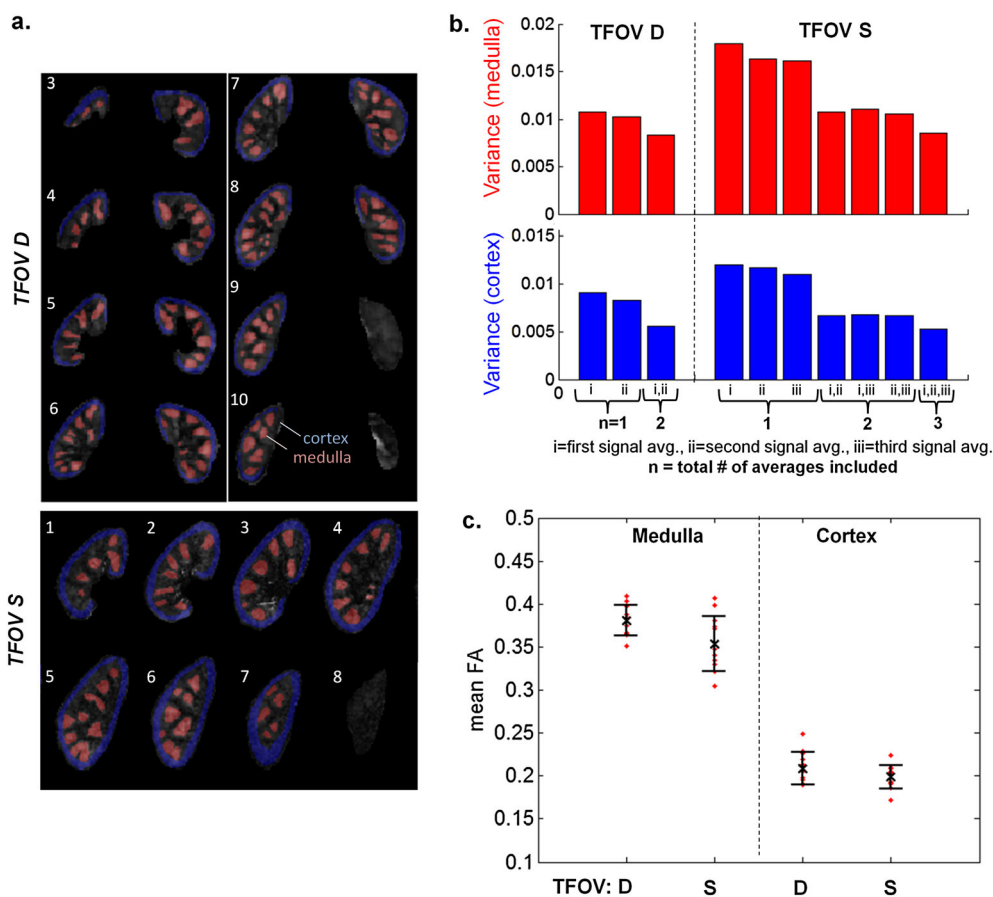 a.
TFOV D
3
7
4
8
5
9
6
10
cortex
medulla
TFOV S
1
2
3
4
5
6
7
8
b.
TFOV D
TFOV S
Variance (medulla)
0.02
0.015
0.01
0.005
0
Variance (cortex)
0.015
0.01
0.005
0
0
i
ii
i,ii
i
ii
iii
i,ii
i,iii
ii,iii
i,ii,iii
n=1
2
1
2
3
i=first signal avg., ii=second signal avg., iii=third signal avg.
n = total # of averages included
c.
Medulla
Cortex
mean FA
0.5
0.45
0.4
0.35
0.3
0.25
0.2
0.15
0.1
TFOV: D
S
D
S